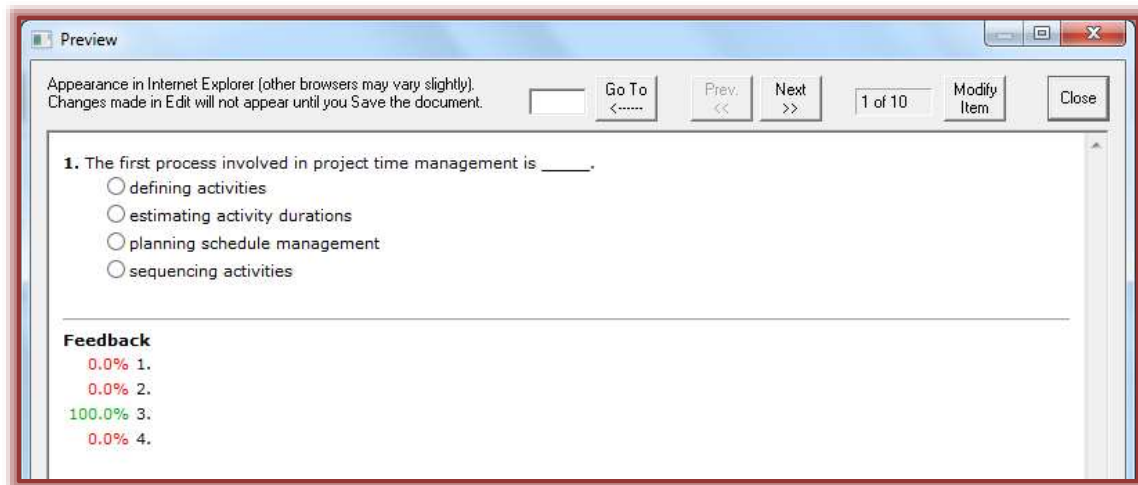 Preview
Appearance in Internet Explorer (other browsers may vary slightly).
Changes made in Edit will not appear until you Save the document.
Go To
<------
Prev.
<<
Next
>>
1 of 10
Modify
Item
Close
1. The first process involved in project time management is _____.
defining activities
estimating activity durations
planning schedule management
sequencing activities
Feedback
0.0% 1.
0.0% 2.
100.0% 3.
0.0% 4.